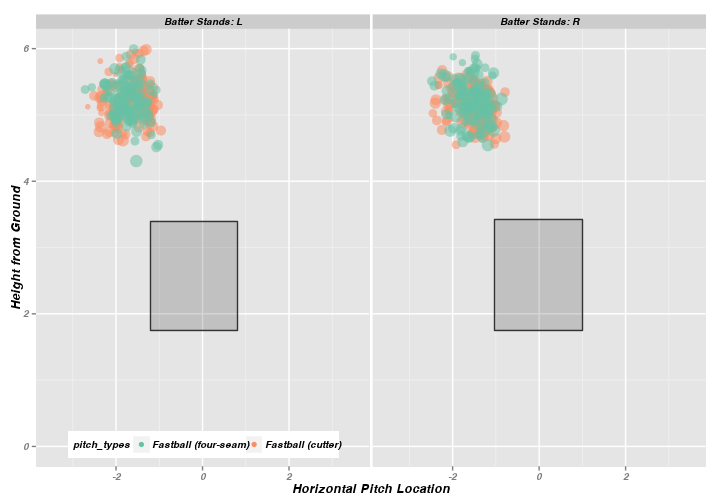 Batter Stands: L
Batter Stands: R
6
4
2
0
Height from Ground
pitch_types Fastball (four-seam) Fastball (cutter)
-2 0 2 -2 0 2
Horizontal Pitch Location